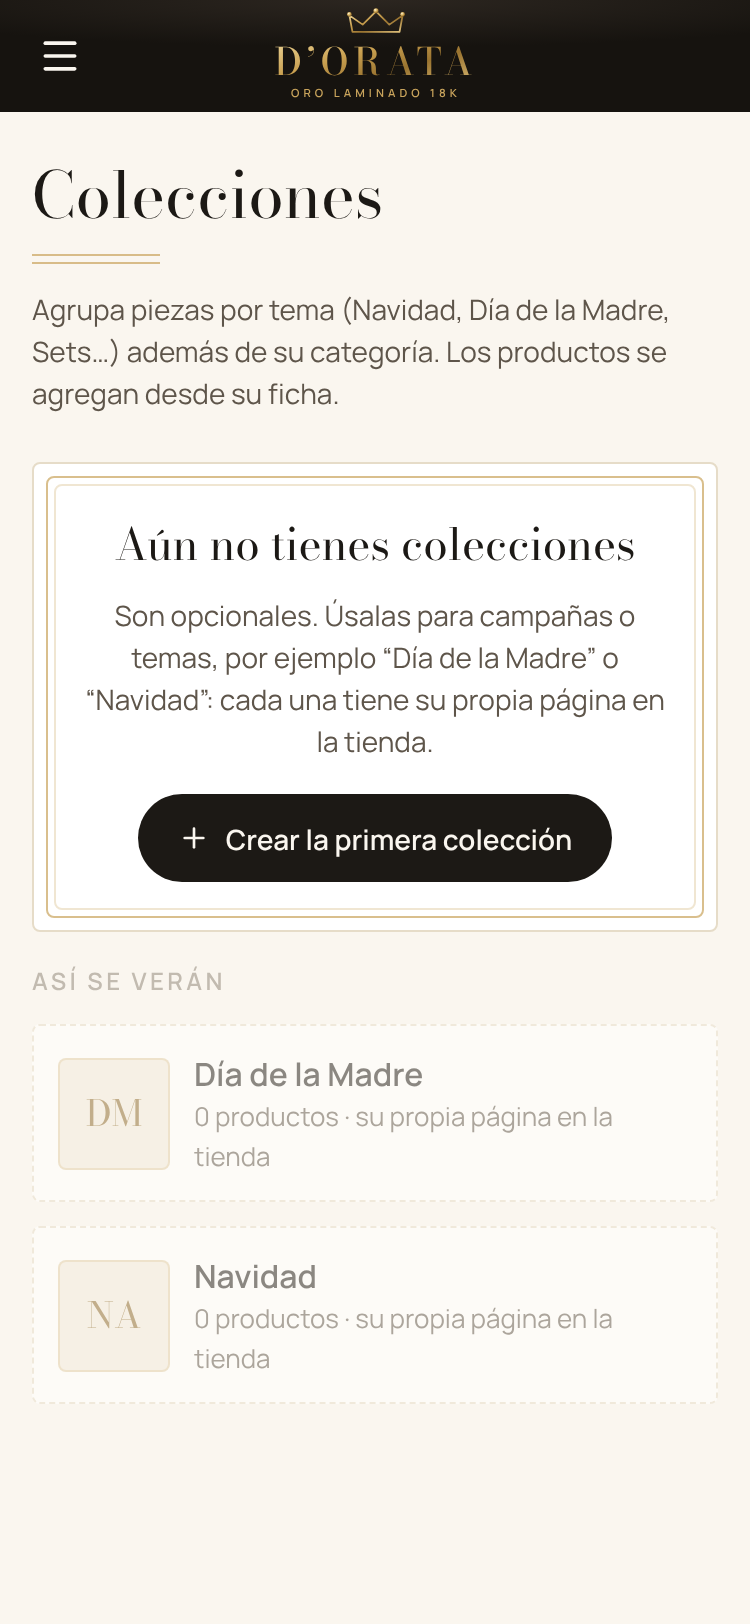 D’ORATA
ORO LAMINADO 18K
Colecciones
Agrupa piezas por tema (Navidad, Día de la Madre,
Sets…) además de su categoría. Los productos se
agregan desde su ficha.
Aún no tienes colecciones
Son opcionales. Úsalas para campañas o
temas, por ejemplo “Día de la Madre” o
“Navidad”: cada una tiene su propia página en
la tienda.
+ Crear la primera colección
ASÍ SE VERÁN
DM
Día de la Madre
0 productos · su propia página en la
tienda
NA
Navidad
0 productos · su propia página en la
tienda